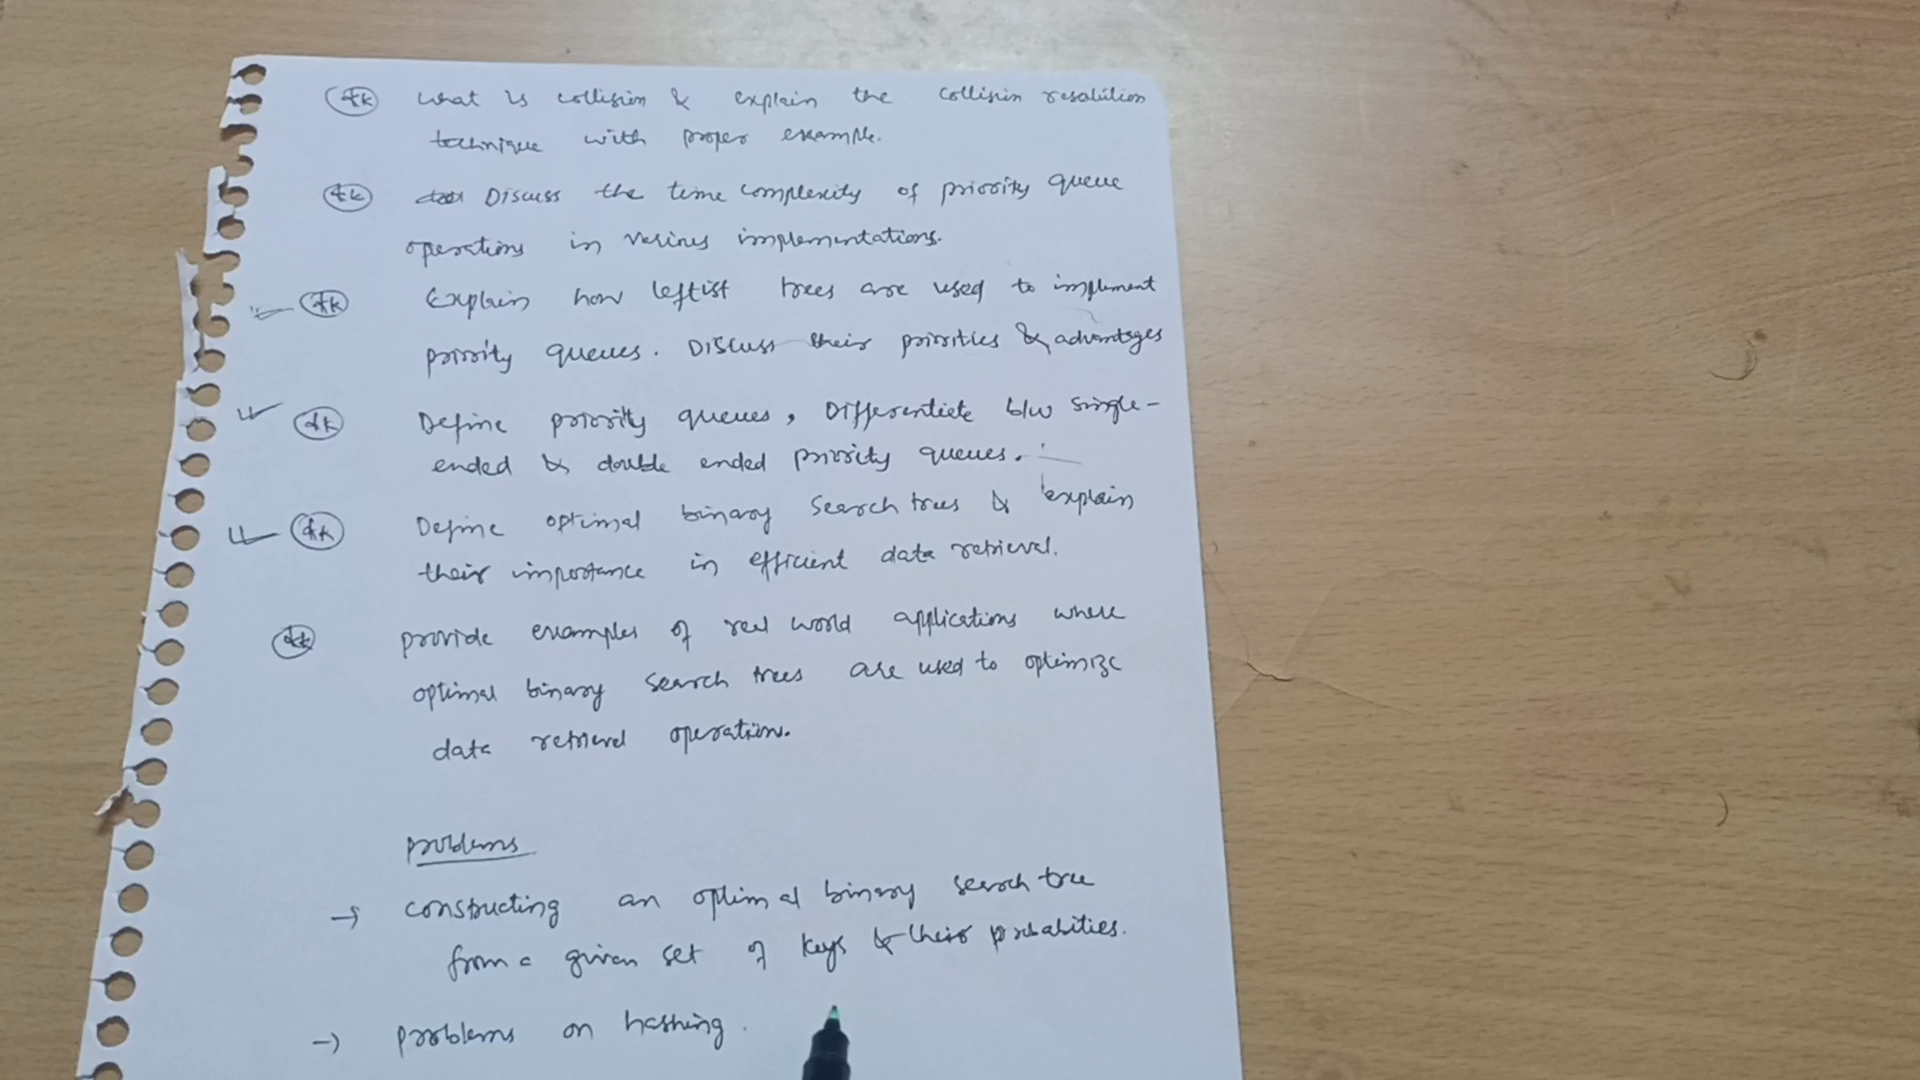 what is collision & explain the collision resolution
technique with proper example.
Discuss the time complexity of priority queue
operations in various implementations.
Explain how leftist trees are used to implement
priority queues. Discuss their priorities & advantages
Define priority queues, Differentiate b/w single-
ended & double ended priority queues.
Define optimal binary search trees & explain
their importance in efficient data retrieval.
provide examples of real world applications where
optimal binary search trees are used to optimize
data retrieval operation.
problems
→ constructing an optimal binary search tree
from a given set of keys & their probabilities.
→ problems on hashing.